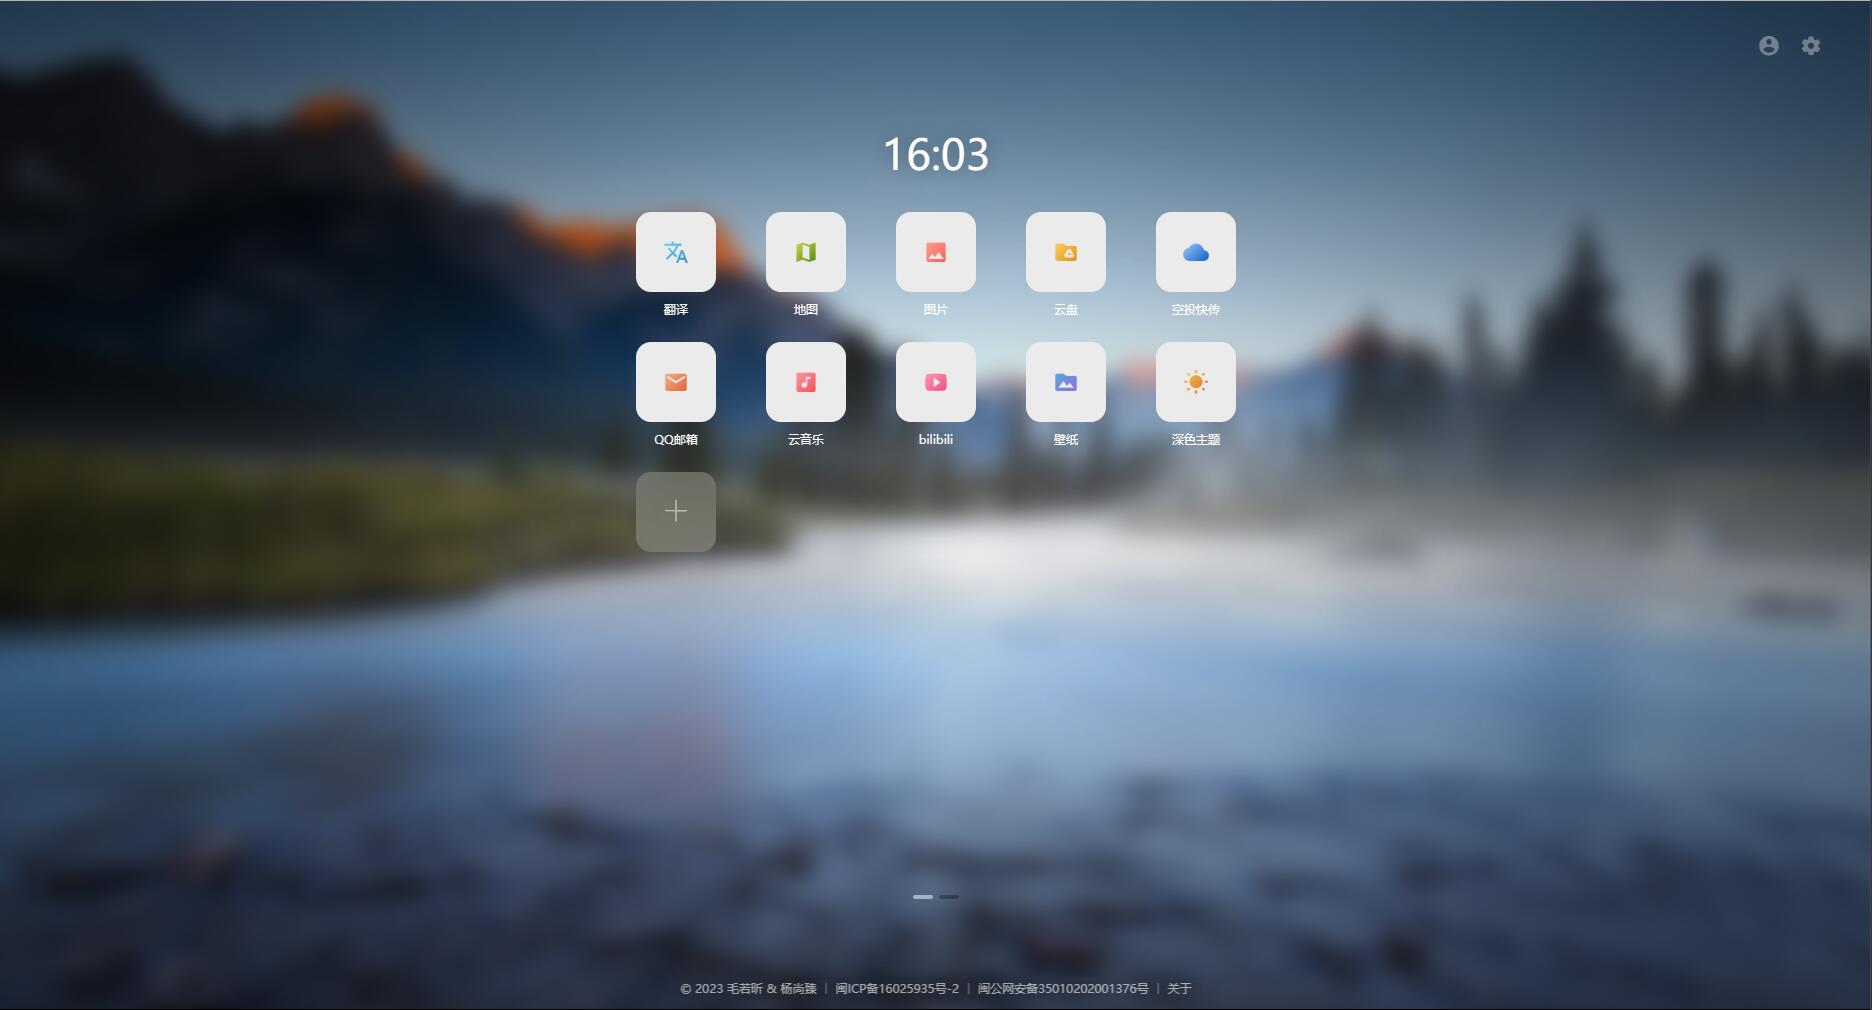 16:03
翻译
地图
图片
云盘
空投快传
QQ邮箱
云音乐
bilibili
壁纸
深色主题
© 2023 毛若昕 & 杨尚臻 | 闽ICP备16025935号-2 | 闽公网安备35010202001376号 | 关于